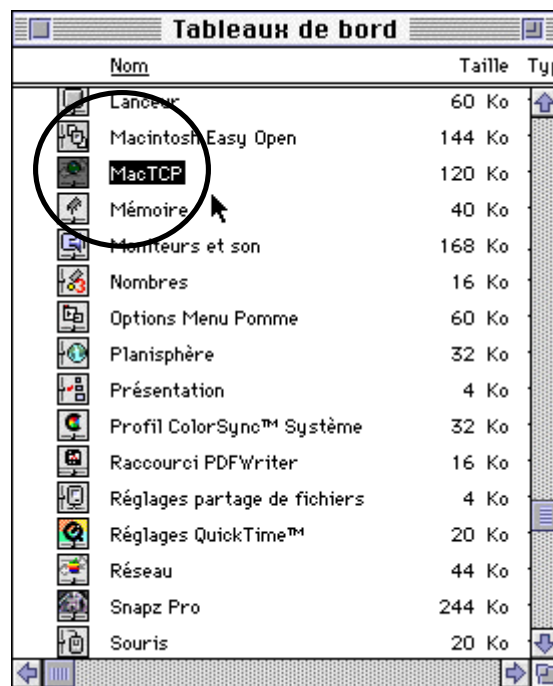 Tableaux de bord
Nom Taille Typ
Lanceur 60 Ko
Macintosh Easy Open 144 Ko
MacTCP 120 Ko
Mémoire 40 Ko
Moniteurs et son 168 Ko
Nombres 16 Ko
Options Menu Pomme 60 Ko
Planisphère 32 Ko
Présentation 4 Ko
Profil ColorSync™ Système 32 Ko
Raccourci PDFWriter 16 Ko
Réglages partage de fichiers 4 Ko
Réglages QuickTime™ 20 Ko
Réseau 44 Ko
Snapz Pro 244 Ko
Souris 20 Ko